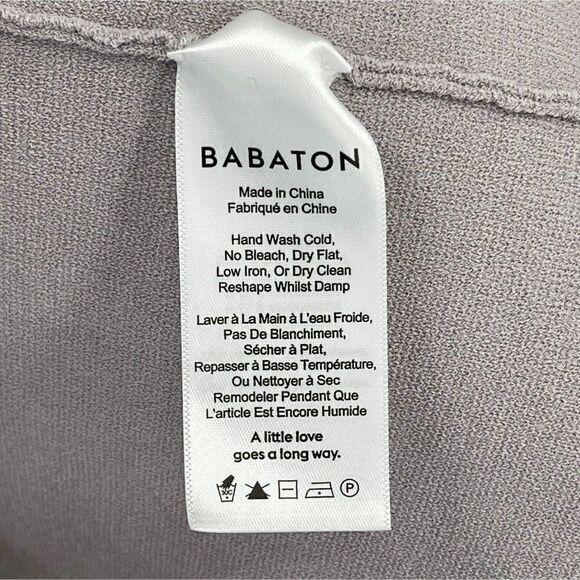 BABATON
Made in China
Fabriqué en Chine
Hand Wash Cold,
No Bleach, Dry Flat,
Low Iron, Or Dry Clean
Reshape Whilst Damp
Laver à La Main à L'eau Froide,
Pas De Blanchiment,
Sécher à Plat,
Repasser à Basse Température,
Ou Nettoyer à Sec
Remodeler Pendant Que
L'article Est Encore Humide
A little love
goes a long way.
30C P